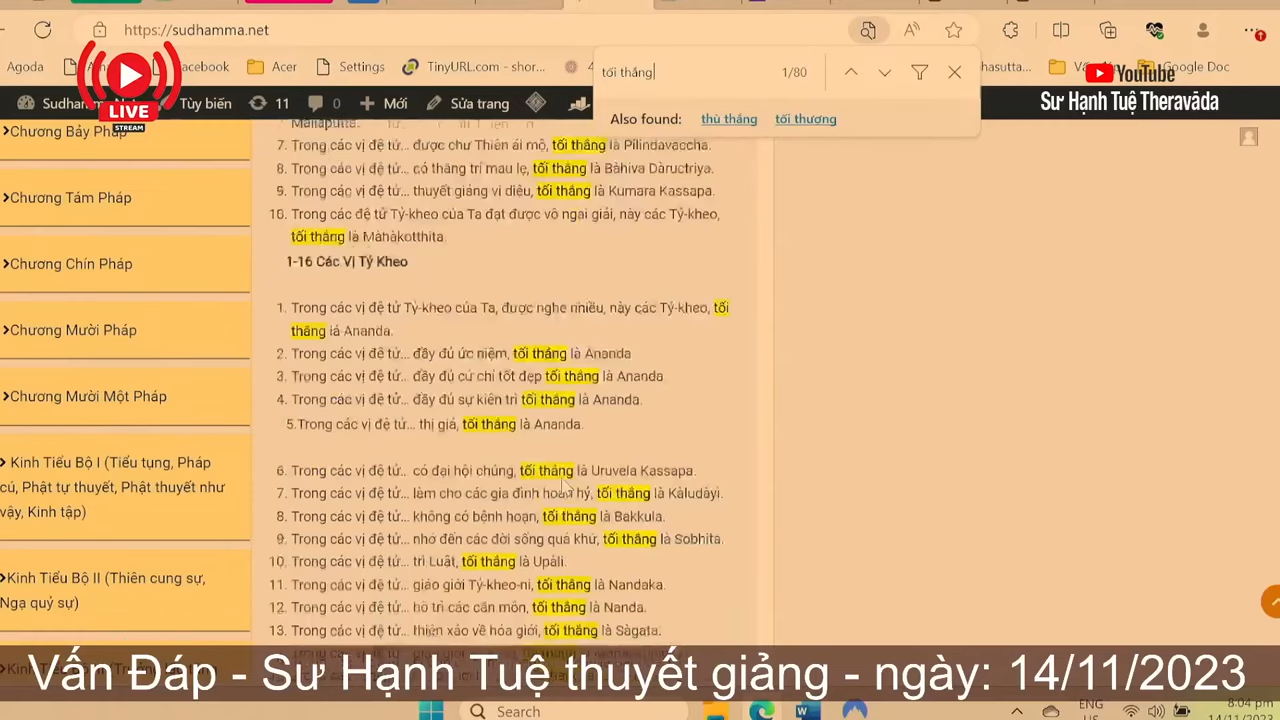 https://sudhamma.net
Agoda
Facebook
Acer
Settings
TinyURL.com - shor...
tối thắng
1/80
Google Doc
LIVE
STREAM
YouTube
Sư Hạnh Tuệ Theravāda
Tùy biến
11
0
Mới
Sửa trang
Also found: thù thắng tối thượng
Chương Bảy Pháp
Chương Tám Pháp
Chương Chín Pháp
Chương Mười Pháp
Chương Mười Một Pháp
Kinh Tiểu Bộ I (Tiểu tụng, Pháp
cú, Phật tự thuyết, Phật thuyết như
vậy, Kinh tập)
Kinh Tiểu Bộ II (Thiên cung sự,
Ngạ quỷ sự)
7. Trong các vị đệ tử... được chư Thiên ái mộ, tối thắng là Pilindavaccha.
8. Trong các vị đệ tử... có thắng trí mau lẹ, tối thắng là Bàhiya Dàructriya.
9. Trong các vị đệ tử... thuyết giảng vi diệu, tối thắng là Kumara Kassapa.
10. Trong các đệ tử Tỷ-kheo của Ta đạt được vô ngại giải, này các Tỷ-kheo,
tối thắng là Màhàkotthita.
1-16 Các Vị Tỷ Kheo
1. Trong các vị đệ tử Tỷ-kheo của Ta, được nghe nhiều, này các Tỷ-kheo, tối
thắng là Ananda.
2. Trong các vị đệ tử... đầy đủ ức niệm, tối thắng là Ananda
3. Trong các vị đệ tử... đầy đủ cử chỉ tốt đẹp tối thắng là Ananda
4. Trong các vị đệ tử... đầy đủ sự kiên trì tối thắng là Ananda.
5.Trong các vị đệ tử... thị giả, tối thắng là Ananda.
6. Trong các vị đệ tử... có đại hội chúng, tối thắng là Uruvela Kassapa.
7. Trong các vị đệ tử... làm cho các gia đình hoan hỷ, tối thắng là Kàludàyi.
8. Trong các vị đệ tử... không có bệnh hoạn, tối thắng là Bakkula.
9. Trong các vị đệ tử... nhớ đến các đời sống quá khứ, tối thắng là Sobhita.
10. Trong các vị đệ tử... trì Luật, tối thắng là Upàli.
11. Trong các vị đệ tử... giáo giới Tỷ-kheo-ni, tối thắng là Nandaka.
12. Trong các vị đệ tử... hộ trì các căn môn, tối thắng là Nanda.
13. Trong các vị đệ tử... thiện xảo về hỏa giới, tối thắng là Sàgata.
Vấn Đáp - Sư Hạnh Tuệ thuyết giảng - ngày: 14/11/2023
Search
ENG
US
8:04 pm
14/11/2023